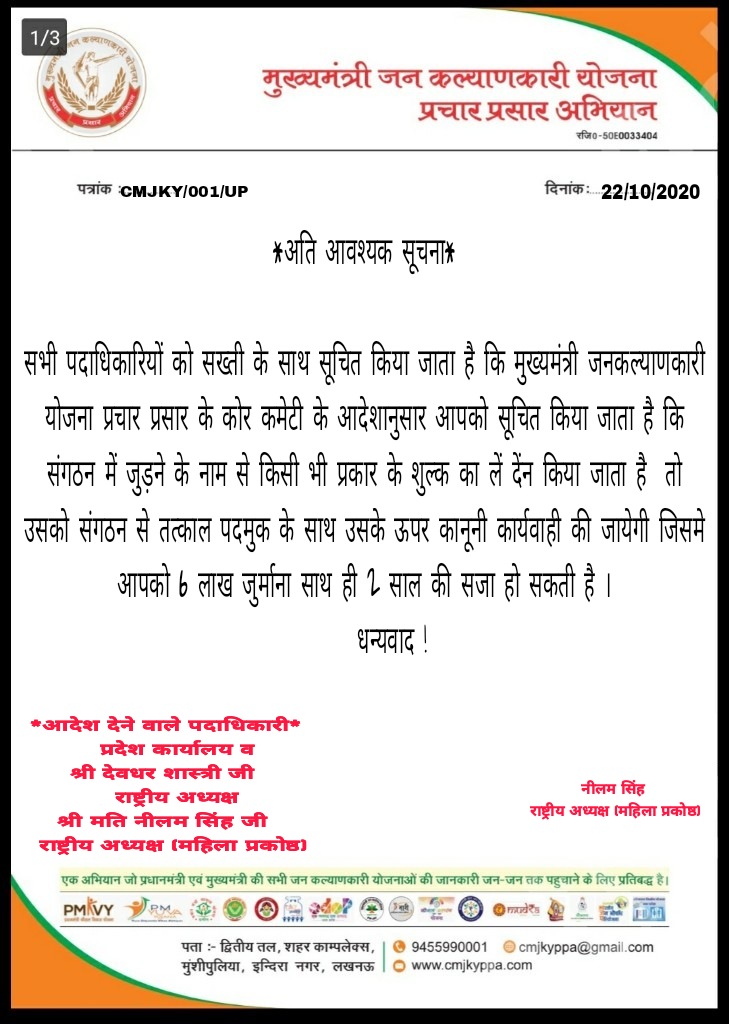 1/3
मुख्यमंत्री जन कल्याणकारी योजना
प्रचार प्रसार अभियान
रजि०-50E0033404
पत्रांक :CMJKY/001/UP
दिनांक:....22/10/2020
*अति आवश्यक सूचना*
सभी पदाधिकारियों को सख्ती के साथ सूचित किया जाता है कि मुख्यमंत्री जनकल्याणकारी
योजना प्रचार प्रसार के कोर कमेटी के आदेशानुसार आपको सूचित किया जाता है कि
संगठन में जुड़ने के नाम से किसी भी प्रकार के शुल्क का लें देंन किया जाता है तो
उसको संगठन से तत्काल पदमुक के साथ उसके ऊपर कानूनी कार्यवाही की जायेगी जिसमे
आपको 6 लाख जुर्माना साथ ही 2 साल की सजा हो सकती है ।
धन्यवाद !
*आदेश देने वाले पदाधिकारी*
प्रदेश कार्यालय व
श्री देवधर शास्त्री जी
राष्ट्रीय अध्यक्ष
श्री मति नीलम सिंह जी
राष्ट्रीय अध्यक्ष (महिला प्रकोष्ठ)
नीलम सिंह
राष्ट्रीय अध्यक्ष (महिला प्रकोष्ठ)
एक अभियान जो प्रधानमंत्री एवं मुख्यमंत्री की सभी जन कल्याणकारी योजनाओं की जानकारी जन-जन तक पहुचाने के लिए प्रतिबद्ध है।
PMKVY
mudra
पता :- द्वितीय तल, शहर काम्पलेक्स,
मुंशीपुलिया, इन्दिरा नगर, लखनऊ
9455990001 cmjkyppa@gmail.com
www.cmjkyppa.com